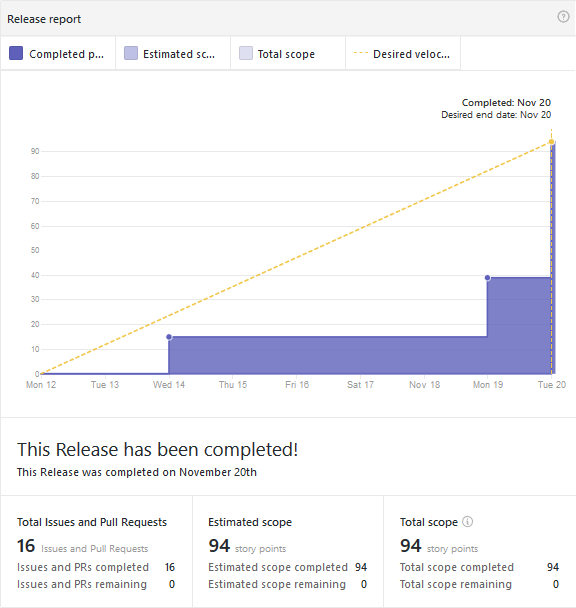 Release report
Completed p...
Estimated sc...
Total scope
Desired veloc...
Completed: Nov 20
Desired end date: Nov 20
90
80
70
60
50
40
30
20
10
0
Mon 12 Tue 13 Wed 14 Thu 15 Fri 16 Sat 17 Nov 18 Mon 19 Tue 20
This Release has been completed!
This Release was completed on November 20th
Total Issues and Pull Requests
16 Issues and Pull Requests
Issues and PRs completed 16
Issues and PRs remaining 0
Estimated scope
94 story points
Estimated scope completed 94
Estimated scope remaining 0
Total scope
94 story points
Total scope completed 94
Total scope remaining 0